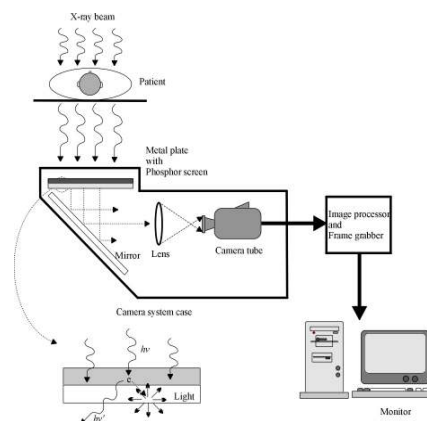 X-ray beam
Patient
Metal plate
with
Phosphor screen
Image processor
and
Frame grabber
Lens
Camera tube
Mirror
Camera system case
hν
e
Light
hν'
Monitor